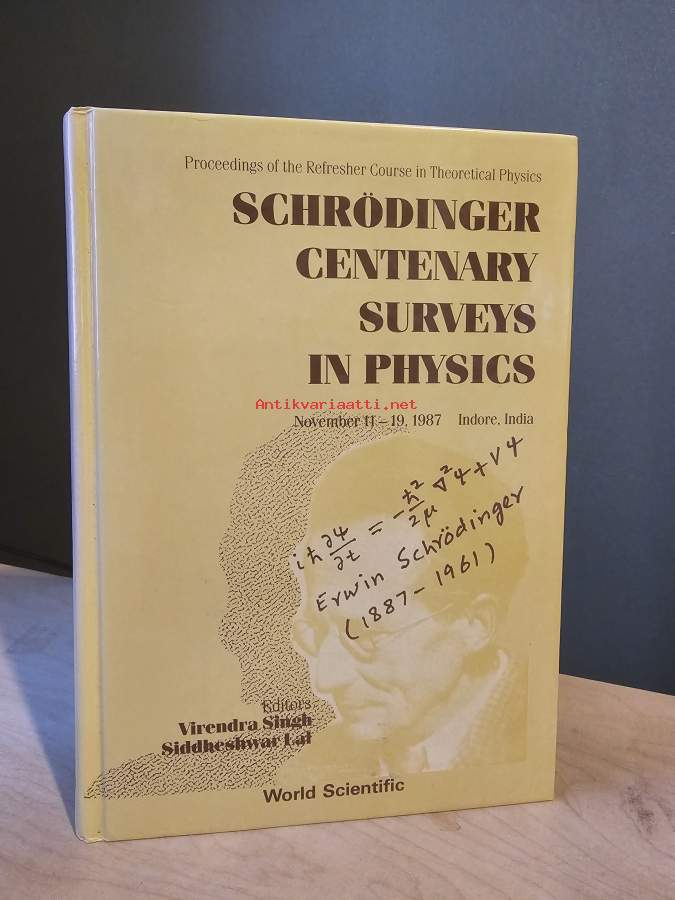 Proceedings of the Refresher Course in Theoretical Physics
SCHRÖDINGER
CENTENARY
SURVEYS
IN PHYSICS
Antikvariaatti.net
November 11–19, 1987 Indore, India
iħ ∂Ψ/∂t = -ħ²/2μ ∇²Ψ + VΨ
Erwin Schrödinger
(1887-1961)
Editors
Virendra Singh
Siddheshwar Lal
World Scientific